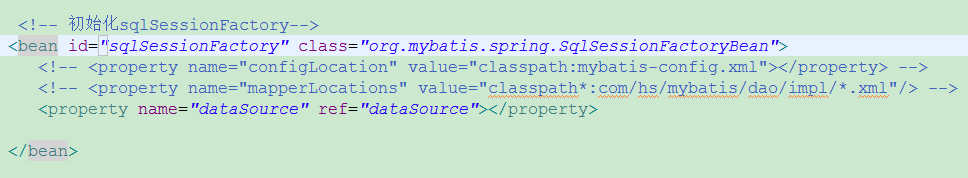 <!-- 初始化sqlSessionFactory-->
<bean id="sqlSessionFactory" class="org.mybatis.spring.SqlSessionFactoryBean">
<!-- <property name="configLocation" value="classpath:mybatis-config.xml"></property> -->
<!-- <property name="mapperLocations" value="classpath*:com/hs/mybatis/dao/impl/*.xml"/> -->
<property name="dataSource" ref="dataSource"></property>
</bean>